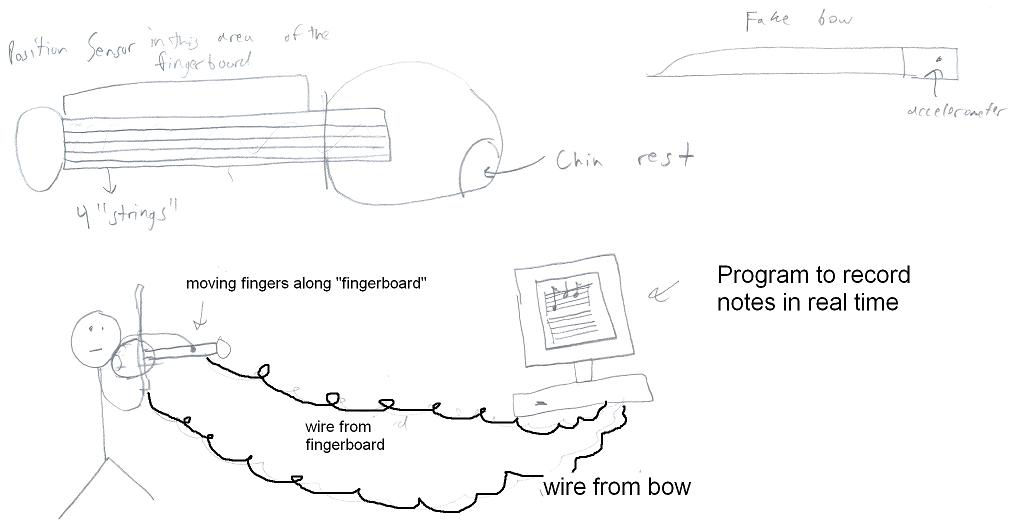 Fake bow
Position Sensor in this area of the
fingerboard
accelerometer
Chin rest
4 "strings"
moving fingers along "fingerboard"
Program to record
notes in real time
wire from
fingerboard
wire from bow